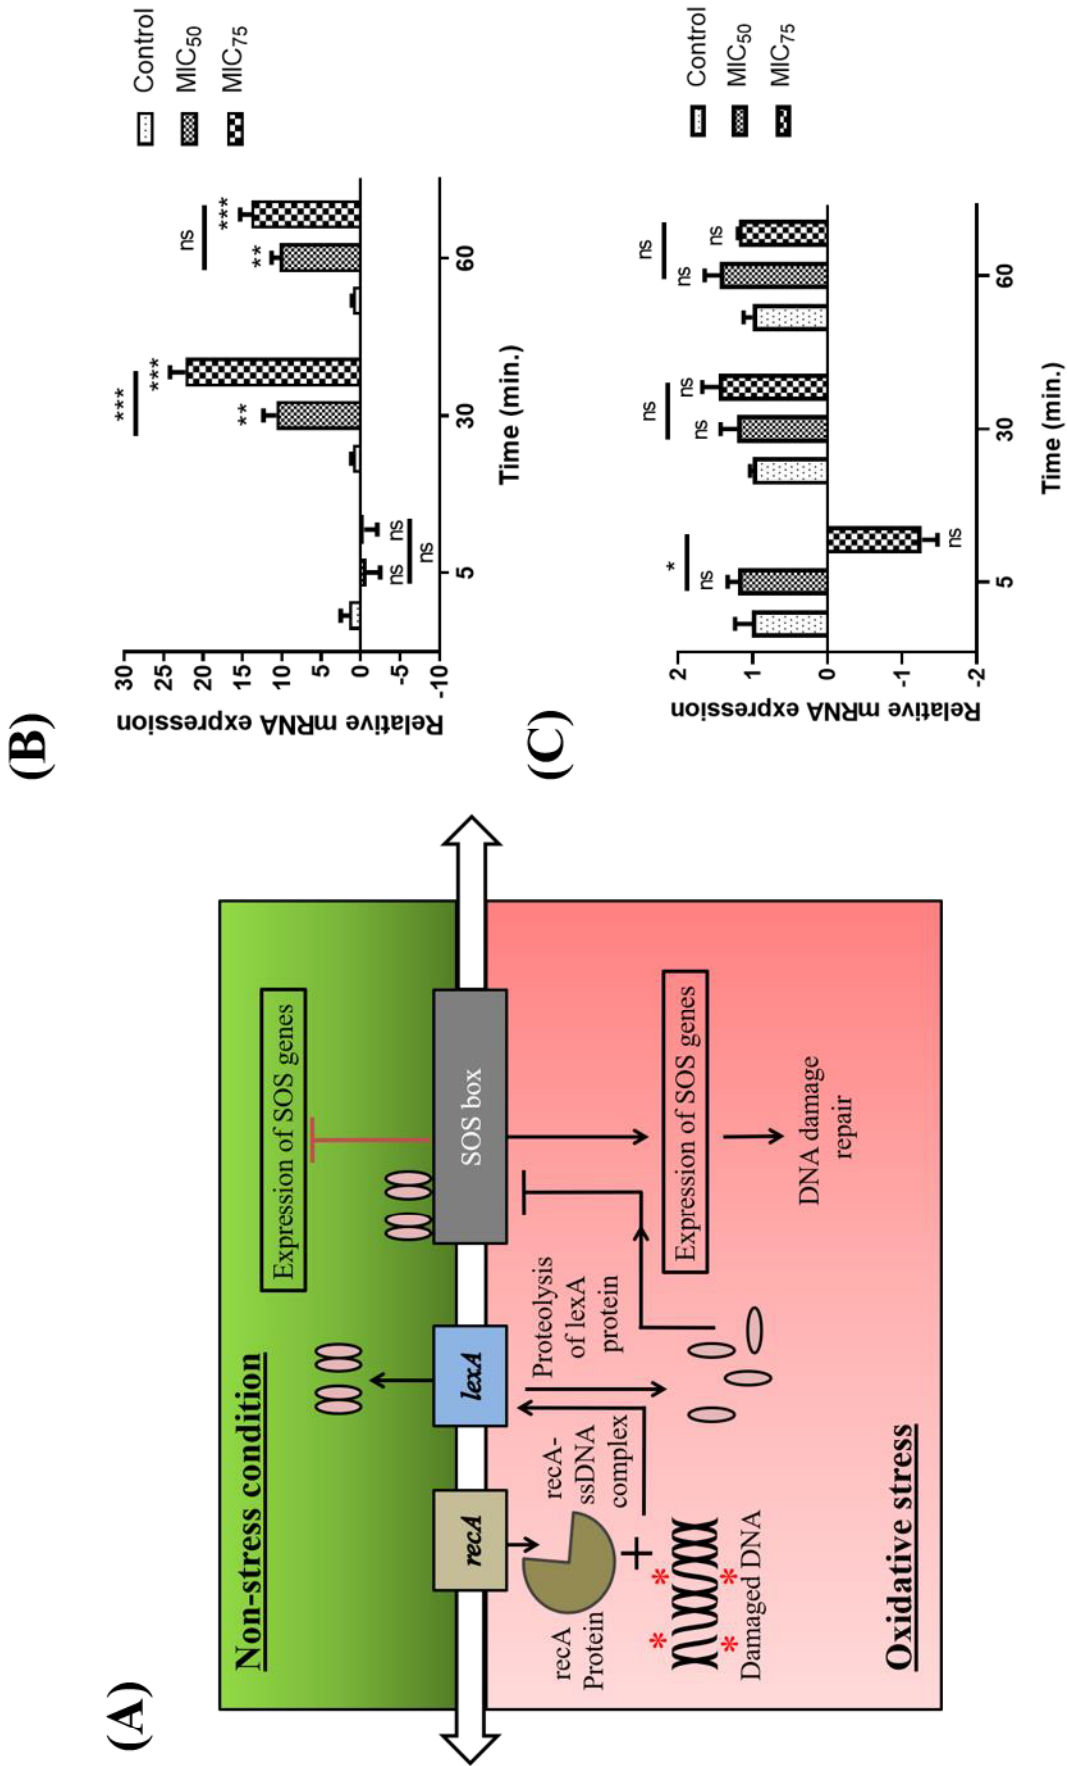 (A)
Non-stress condition
Expression of SOS genes
recA
lexA
SOS box
recA
Protein
recA-
ssDNA
complex
Proteolysis
of lexA
protein
+
* * * *
Damaged DNA
Expression of SOS genes
DNA damage
repair
Oxidative stress
(B)
Relative mRNA expression
30
25
20
15
10
5
0
-5
-10
ns ns
ns
**
***
***
**
***
ns
5 30 60
Time (min.)
Control
MIC50
MIC75
(C)
Relative mRNA expression
2
1
0
-1
-2
ns
*
ns
ns
ns
ns
ns
ns
ns
5 30 60
Time (min.)
Control
MIC50
MIC75